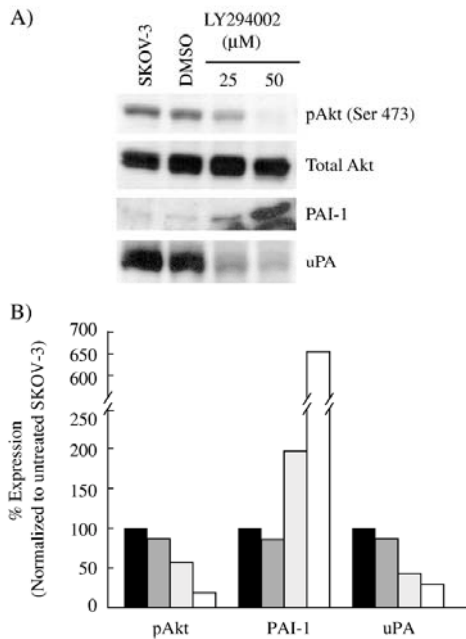 A)
LY294002
(μM)
SKOV-3
DMSO
25
50
pAkt (Ser 473)
Total Akt
PAI-1
uPA
B)
% Expression
(Normalized to untreated SKOV-3)
700
650
600
250
200
150
100
50
0
pAkt
PAI-1
uPA